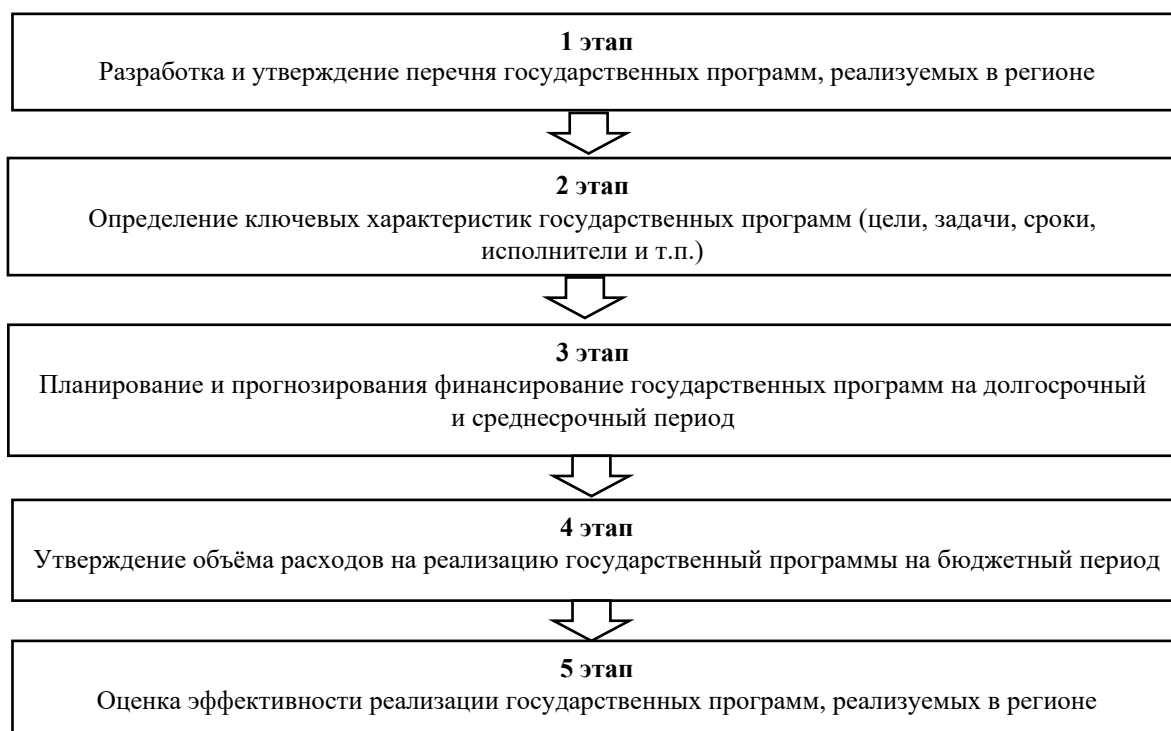 1 этап
Разработка и утверждение перечня государственных программ, реализуемых в регионе
2 этап
Определение ключевых характеристик государственных программ (цели, задачи, сроки,
исполнители и т.п.)
3 этап
Планирование и прогнозирования финансирование государственных программ на долгосрочный
и среднесрочный период
4 этап
Утверждение объёма расходов на реализацию государственный программы на бюджетный период
5 этап
Оценка эффективности реализации государственных программ, реализуемых в регионе